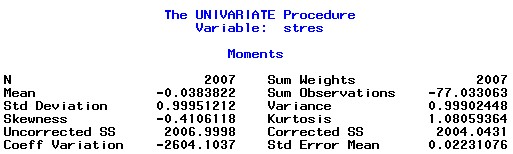 The UNIVARIATE Procedure
Variable: stres
Moments
N 2007 Sum Weights 2007
Mean -0.0383822 Sum Observations -77.033063
Std Deviation 0.99951212 Variance 0.99902448
Skewness -0.4106118 Kurtosis 1.08059364
Uncorrected SS 2006.9998 Corrected SS 2004.0431
Coeff Variation -2604.1037 Std Error Mean 0.02231076